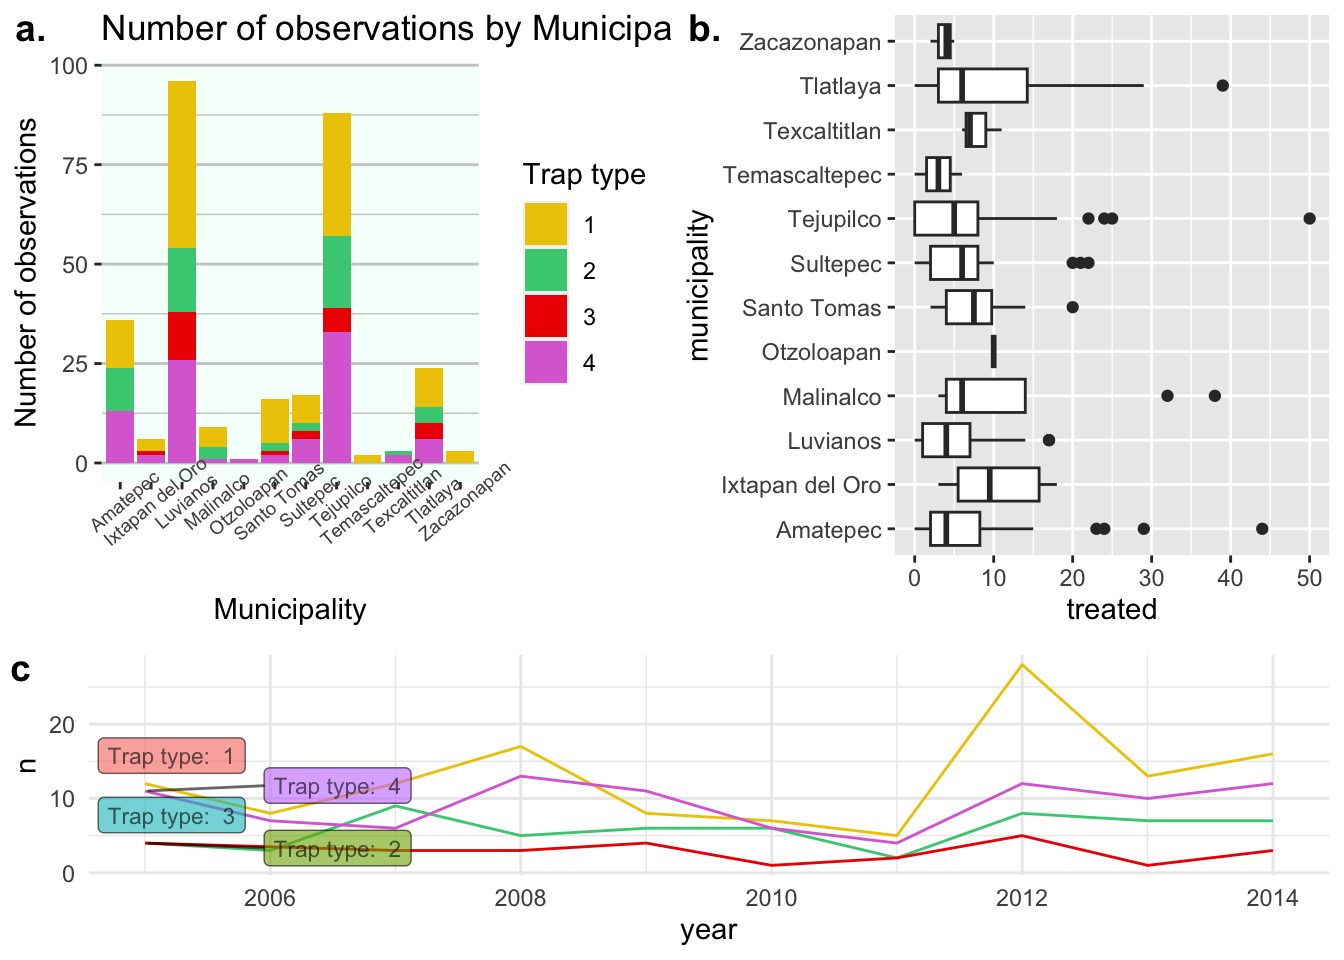 a.
Number of observations by Municipa
Number of observations
100
75
50
25
0
Amatepec
Ixtapan del Oro
Luvianos
Malinalco
Otzoloapan
Santo Tomas
Sultepec
Tejupilco
Temascaltepec
Texcaltitlan
Tlatlaya
Zacazonapan
Municipality
Trap type
1
2
3
4
b.
municipality
Zacazonapan
Tlatlaya
Texcaltitlan
Temascaltepec
Tejupilco
Sultepec
Santo Tomas
Otzoloapan
Malinalco
Luvianos
Ixtapan del Oro
Amatepec
0 10 20 30 40 50
treated
c
n
20
10
0
Trap type: 1
Trap type: 4
Trap type: 3
Trap type: 2
2006 2008 2010 2012 2014
year